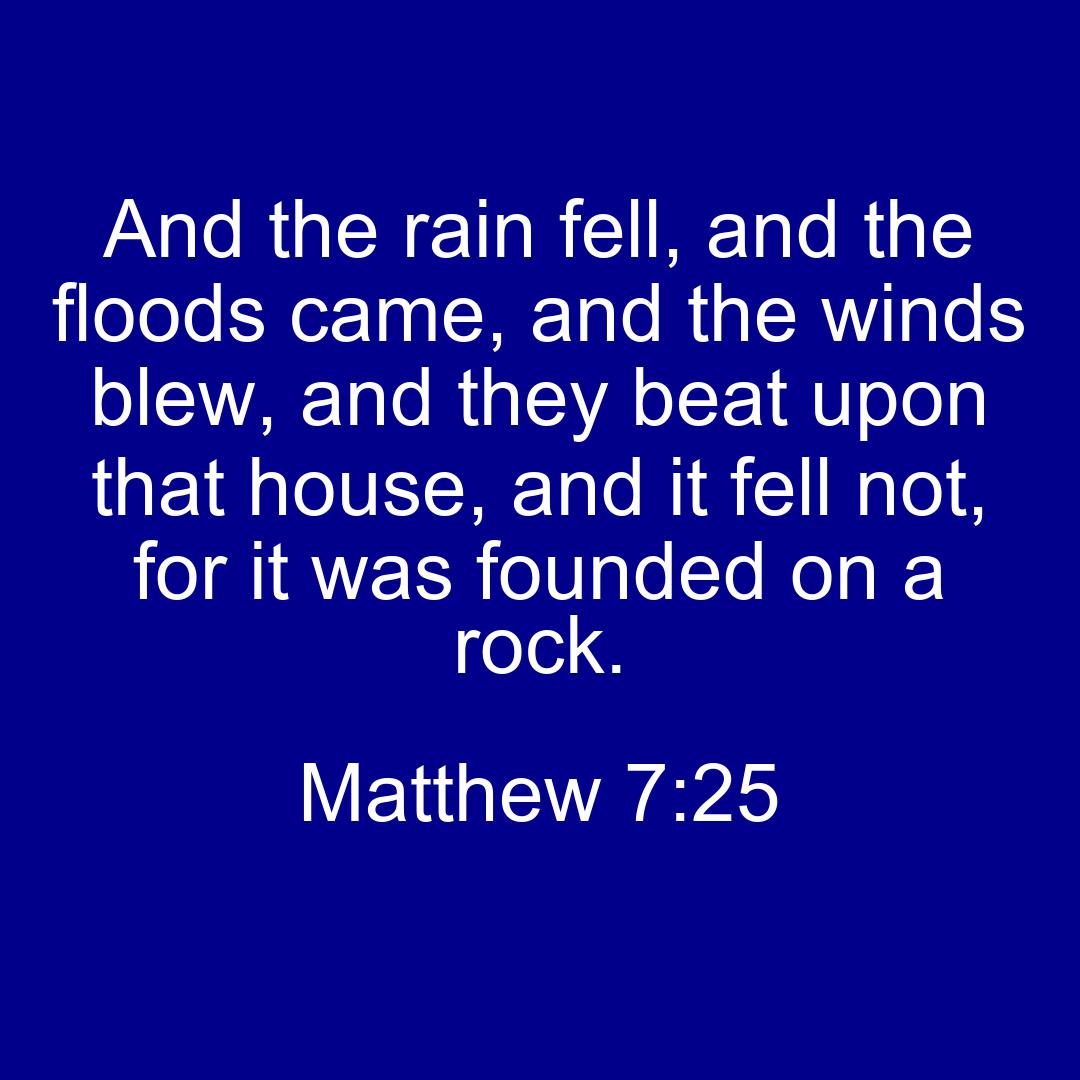 And the rain fell, and the
floods came, and the winds
blew, and they beat upon
that house, and it fell not,
for it was founded on a
rock.
Matthew 7:25